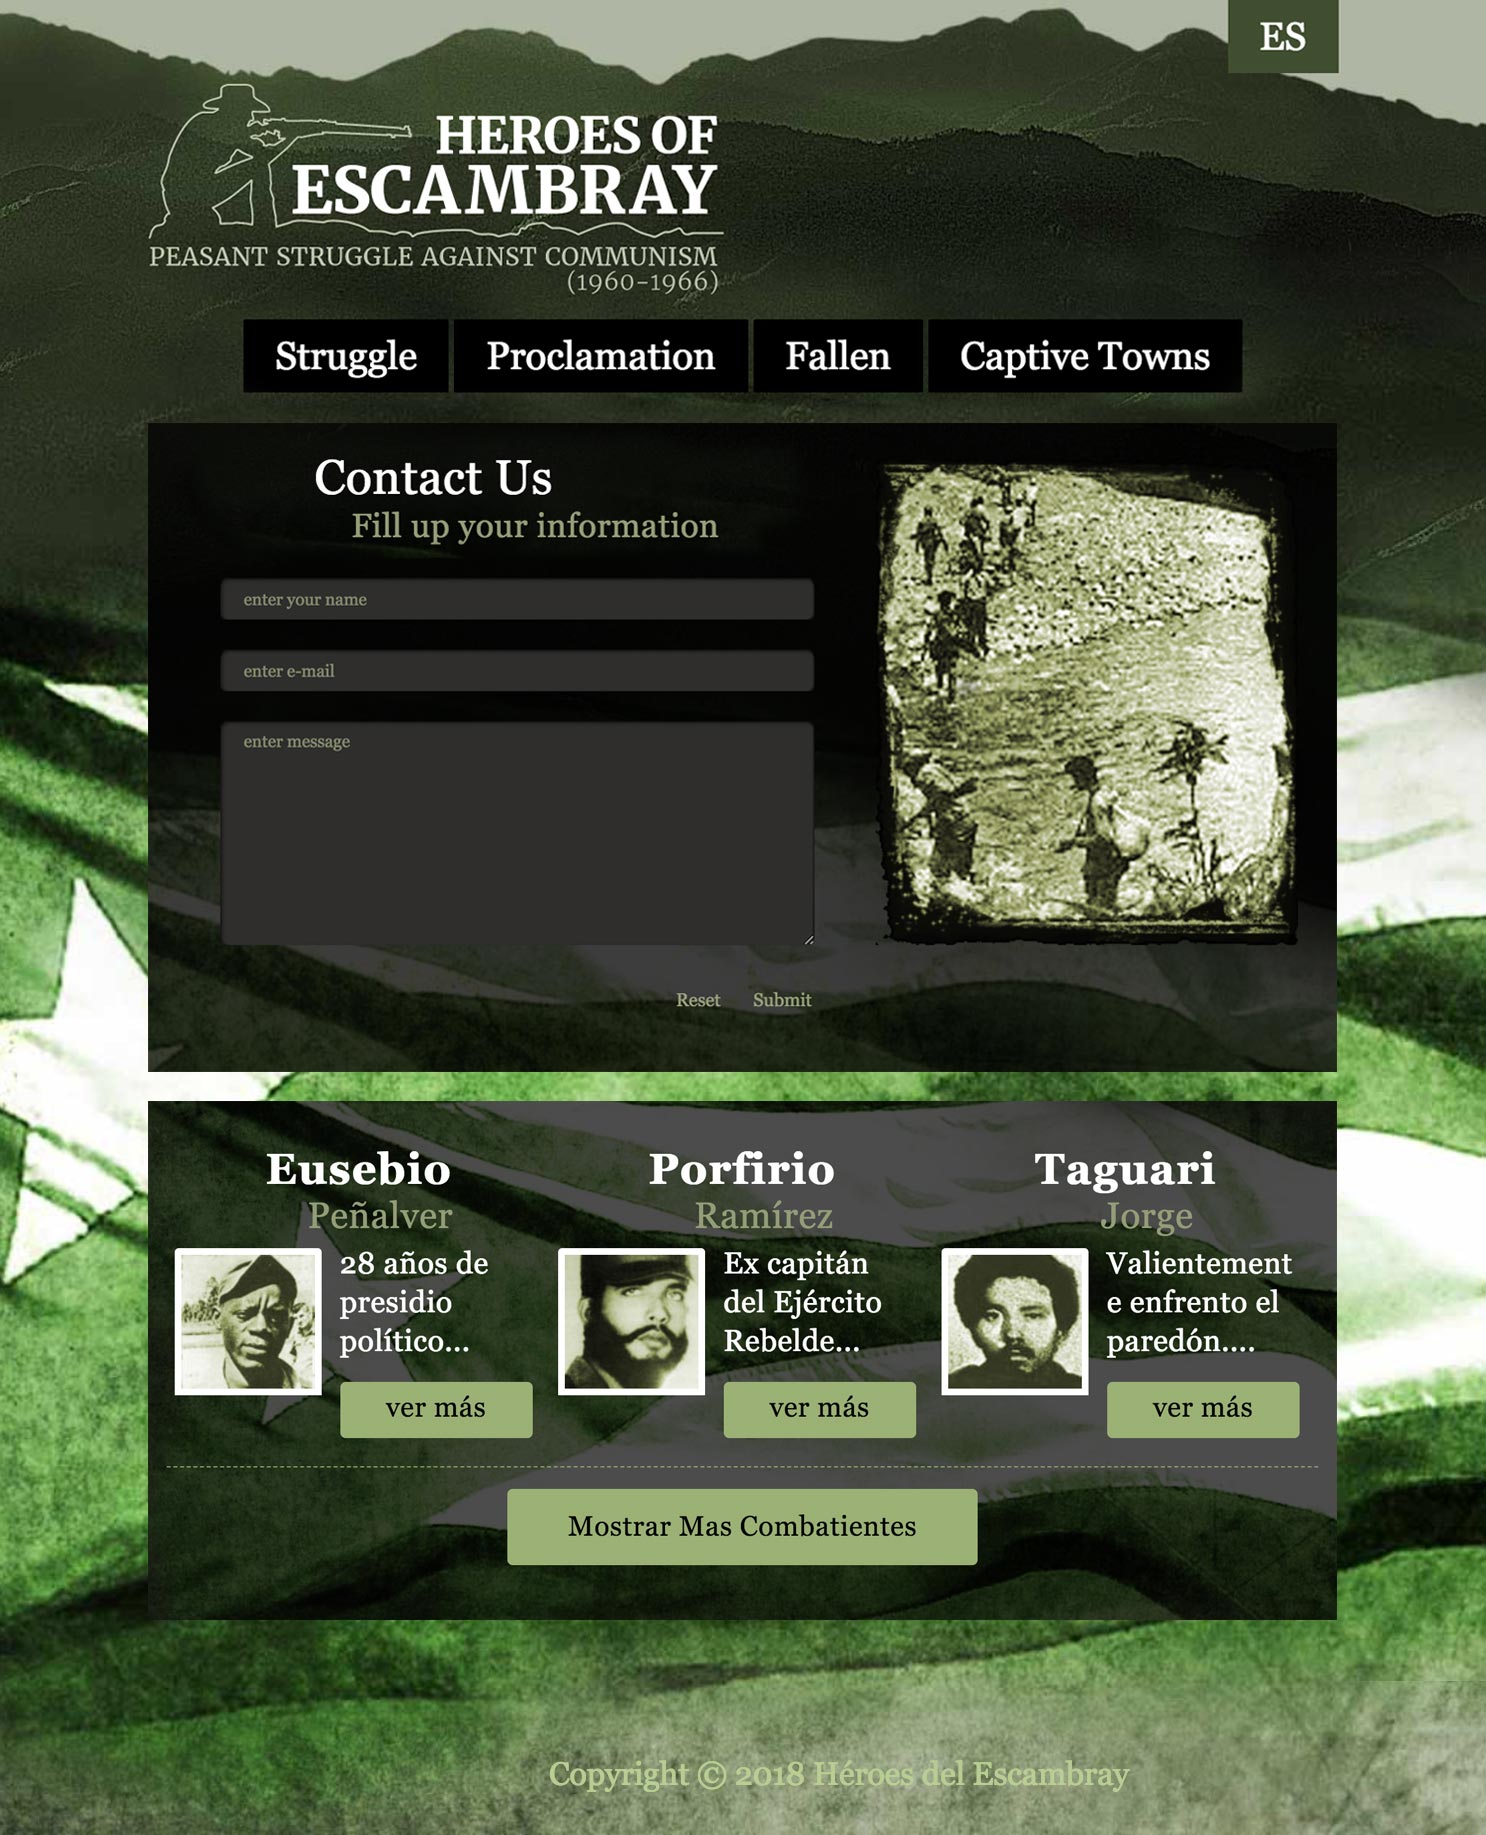 ES
HEROES OF
ESCAMBRAY
PEASANT STRUGGLE AGAINST COMMUNISM
(1960-1966)
Struggle
Proclamation
Fallen
Captive Towns
Contact Us
Fill up your information
enter your name
enter e-mail
enter message
Reset
Submit
Eusebio
Peñalver
28 años de
presidio
político...
ver más
Porfirio
Ramírez
Ex capitán
del Ejército
Rebelde...
ver más
Taguari
Jorge
Valientement
e enfrento el
paredón....
ver más
Mostrar Mas Combatientes
Copyright © 2018 Héroes del Escambray